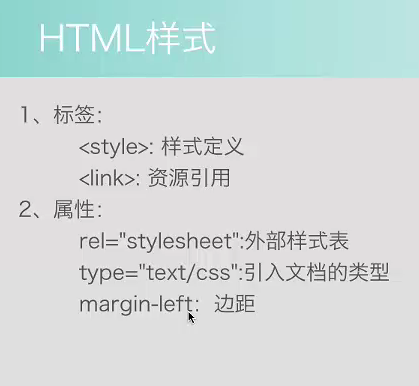 HTML样式
1、标签：
<style>: 样式定义
<link>: 资源引用
2、属性：
rel="stylesheet":外部样式表
type="text/css":引入文档的类型
margin-left：边距